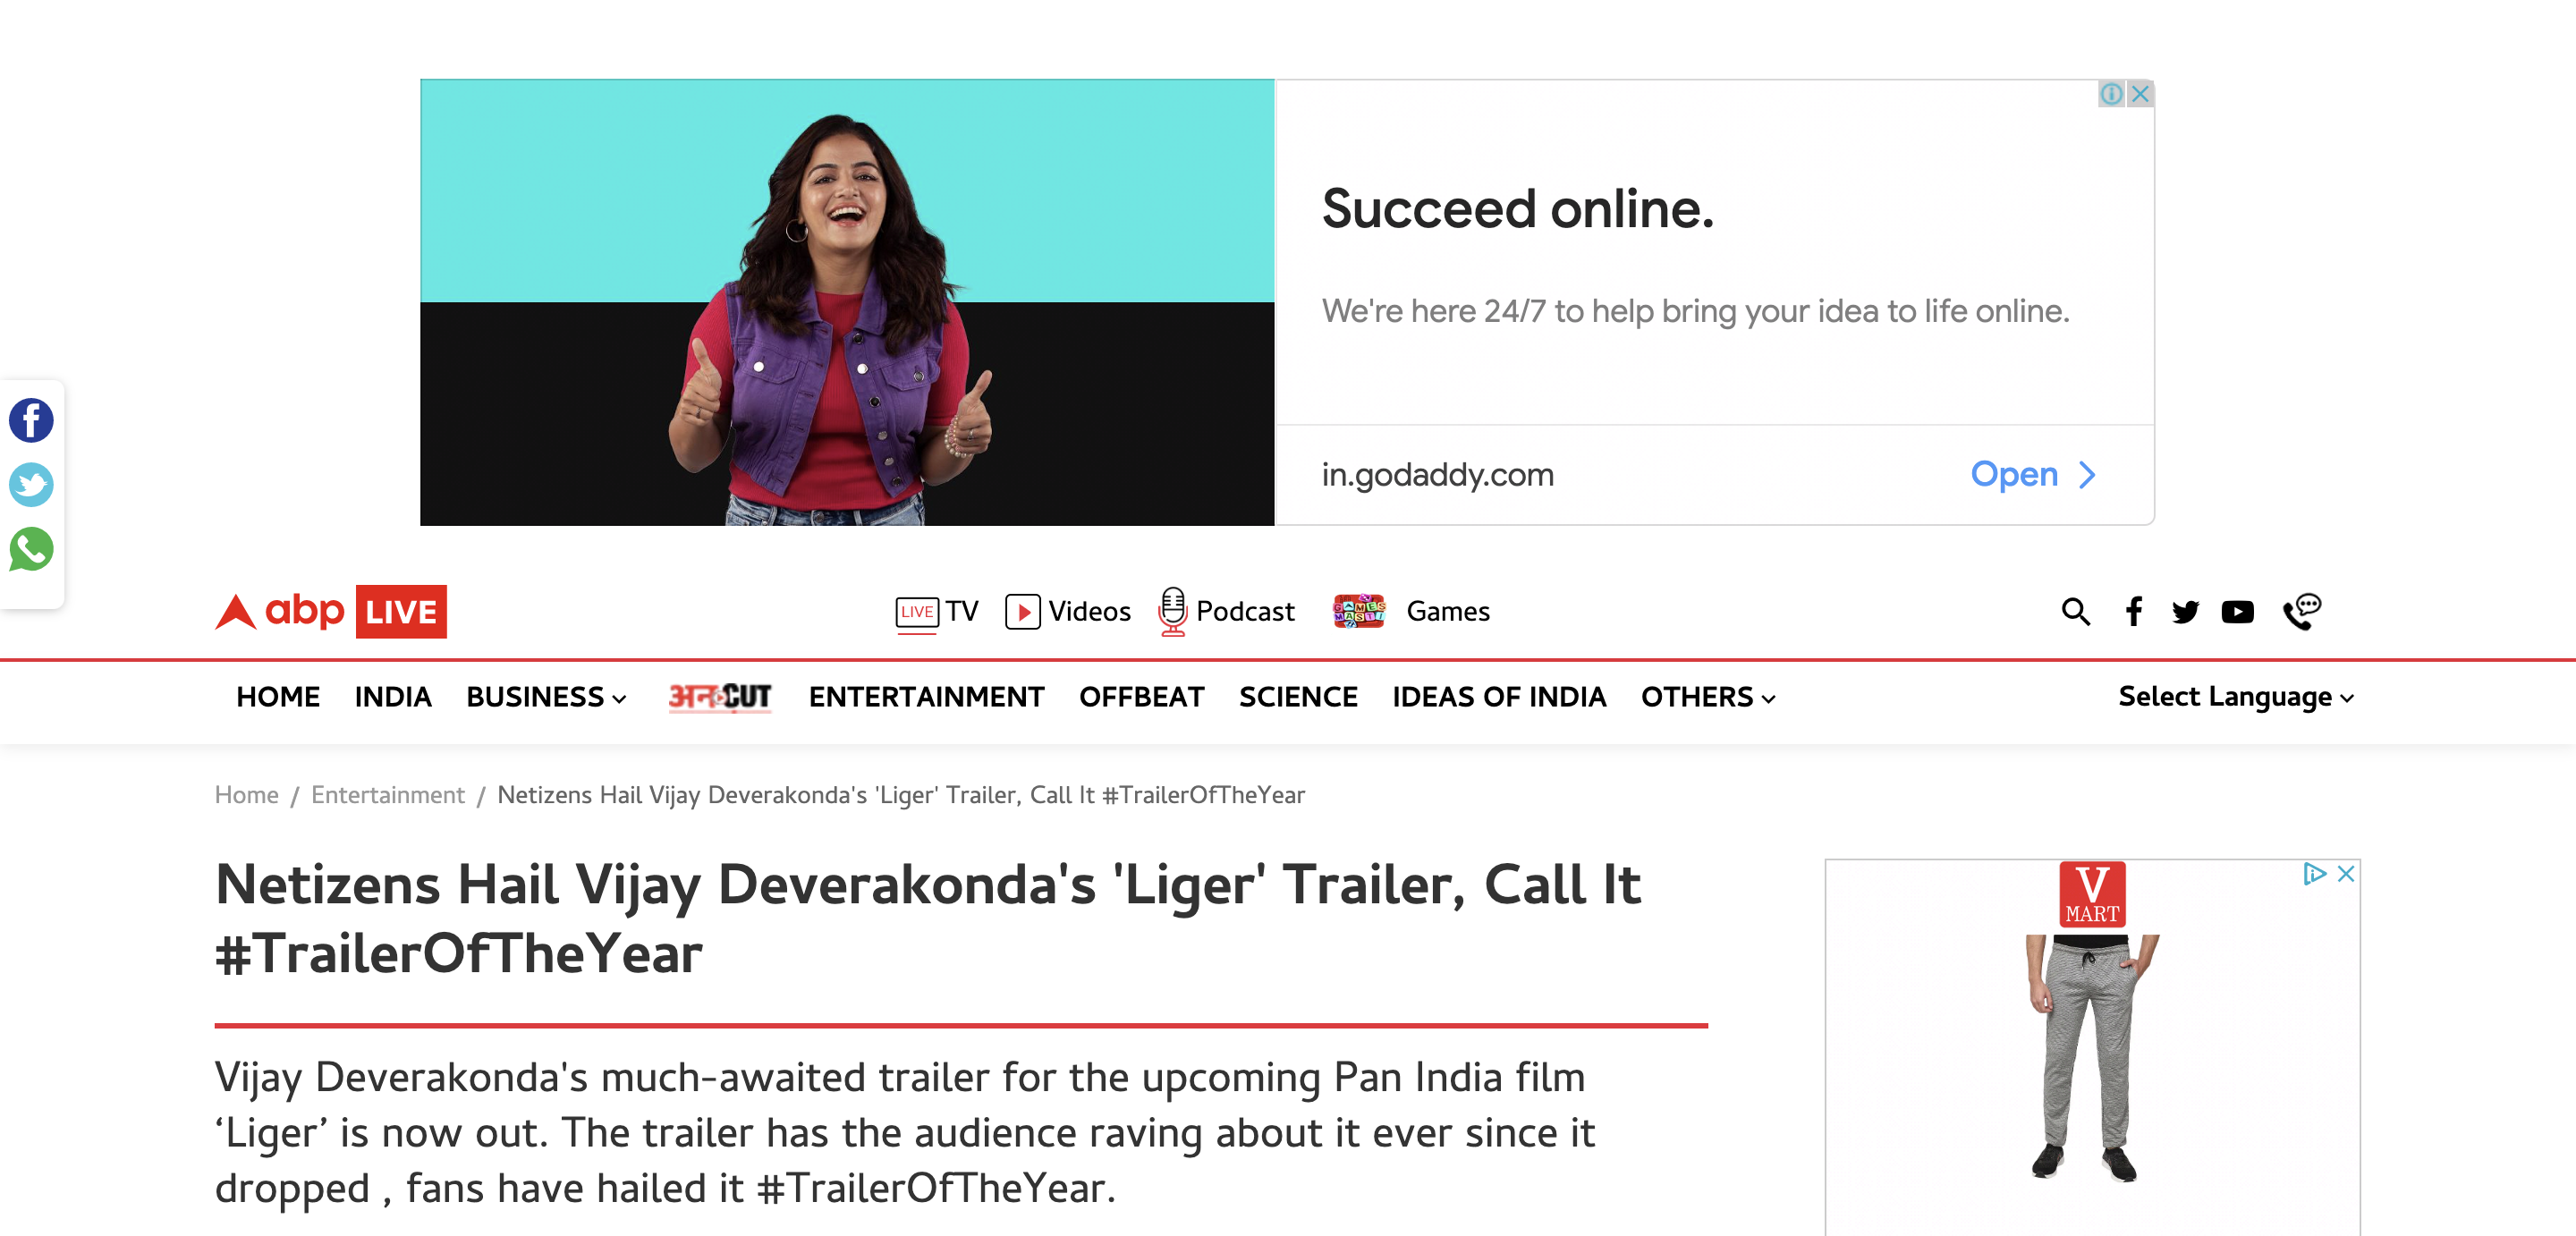 Succeed online.
We're here 24/7 to help bring your idea to life online.
in.godaddy.com
Open
abp LIVE
LIVE TV
Videos
Podcast
GAMES MASTI
Games
HOME
INDIA
BUSINESS
अनCUT
ENTERTAINMENT
OFFBEAT
SCIENCE
IDEAS OF INDIA
OTHERS
Select Language
Home / Entertainment / Netizens Hail Vijay Deverakonda's 'Liger' Trailer, Call It #TrailerOfTheYear
Netizens Hail Vijay Deverakonda's 'Liger' Trailer, Call It
#TrailerOfTheYear
V
MART
Vijay Deverakonda's much-awaited trailer for the upcoming Pan India film
‘Liger’ is now out. The trailer has the audience raving about it ever since it
dropped , fans have hailed it #TrailerOfTheYear.